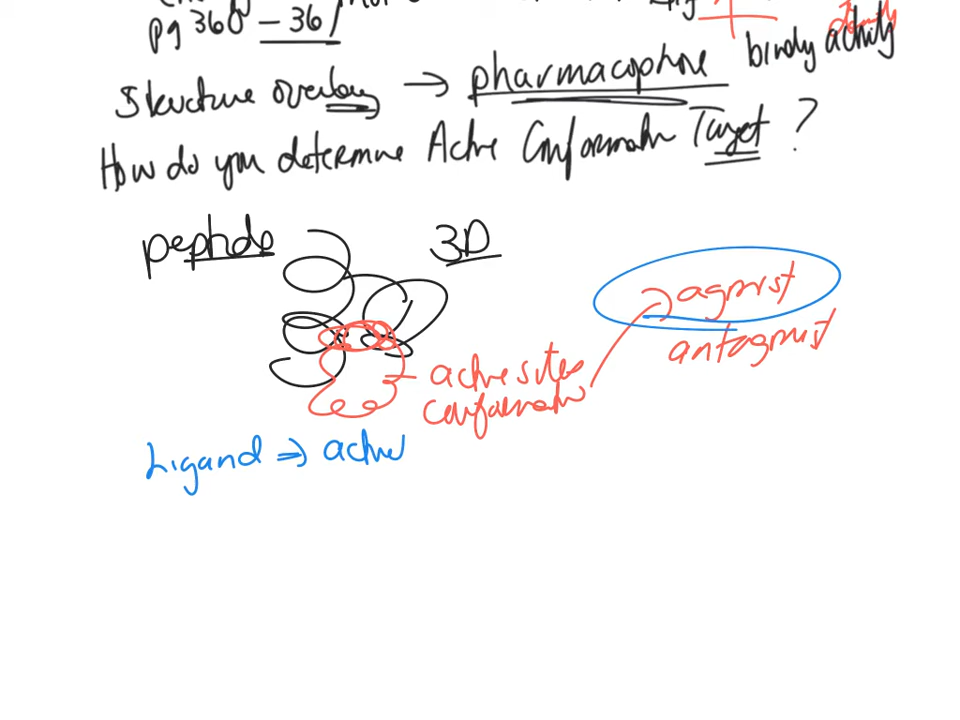 pg 360 - 361
binding activity
Structure overlay → pharmacophore
How do you determine Active Conformation Target ?
peptide 3D
agonist
antagonist
active sites
conformation
Ligand ⇒ active